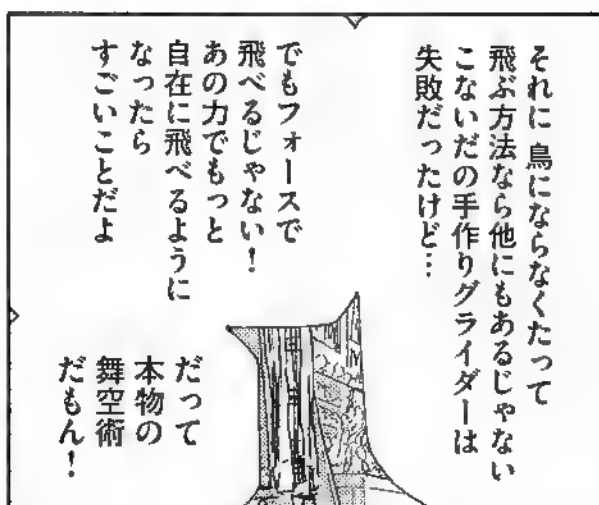 それに 鳥にならなくたって
飛ぶ方法なら他にもあるじゃない
こないだの手作りグライダーは
失敗だったけど…
でもフォースで
飛べるじゃない!
あの力でもっと
自在に飛べるように
なったら
すごいことだよ
だって
本物の
舞空術
だもん!